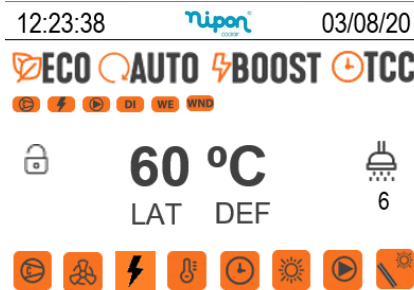 12:23:38 nipon 03/08/20
ECO AUTO BOOST TCC
DI WE WND
60 ºC
LAT DEF
6